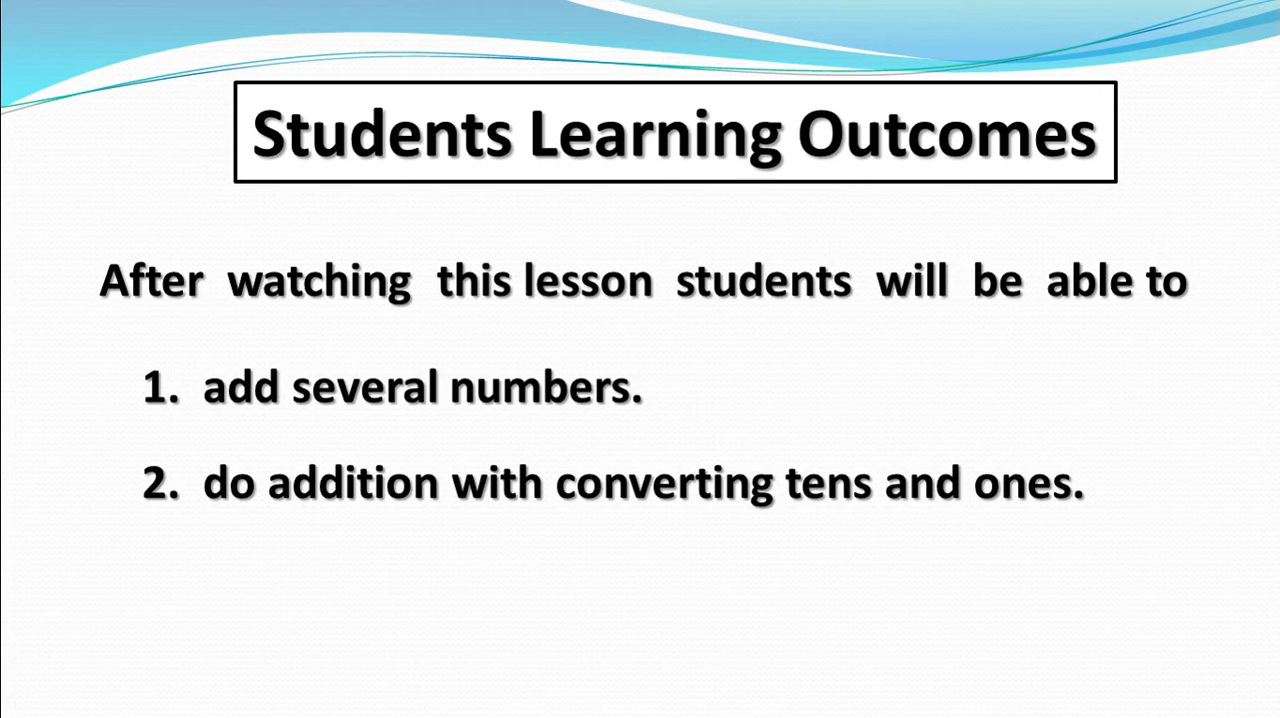 Students Learning Outcomes
After watching this lesson students will be able to
1. add several numbers.
2. do addition with converting tens and ones.